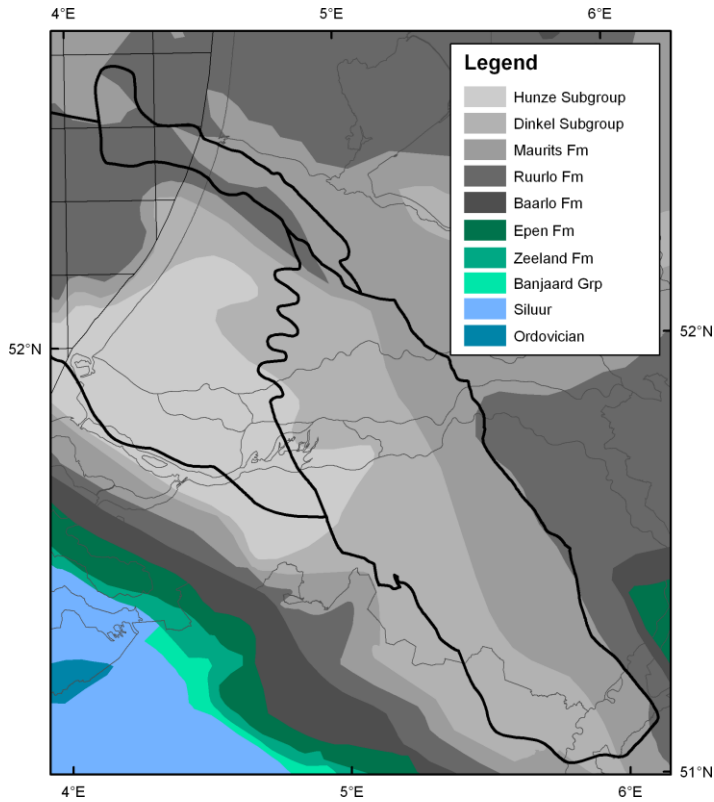 4°E 5°E 6°E
Legend
Hunze Subgroup
Dinkel Subgroup
Maurits Fm
Ruurlo Fm
Baarlo Fm
Epen Fm
Zeeland Fm
Banjaard Grp
Siluur
Ordovician
52°N 52°N
51°N
4°E 5°E 6°E